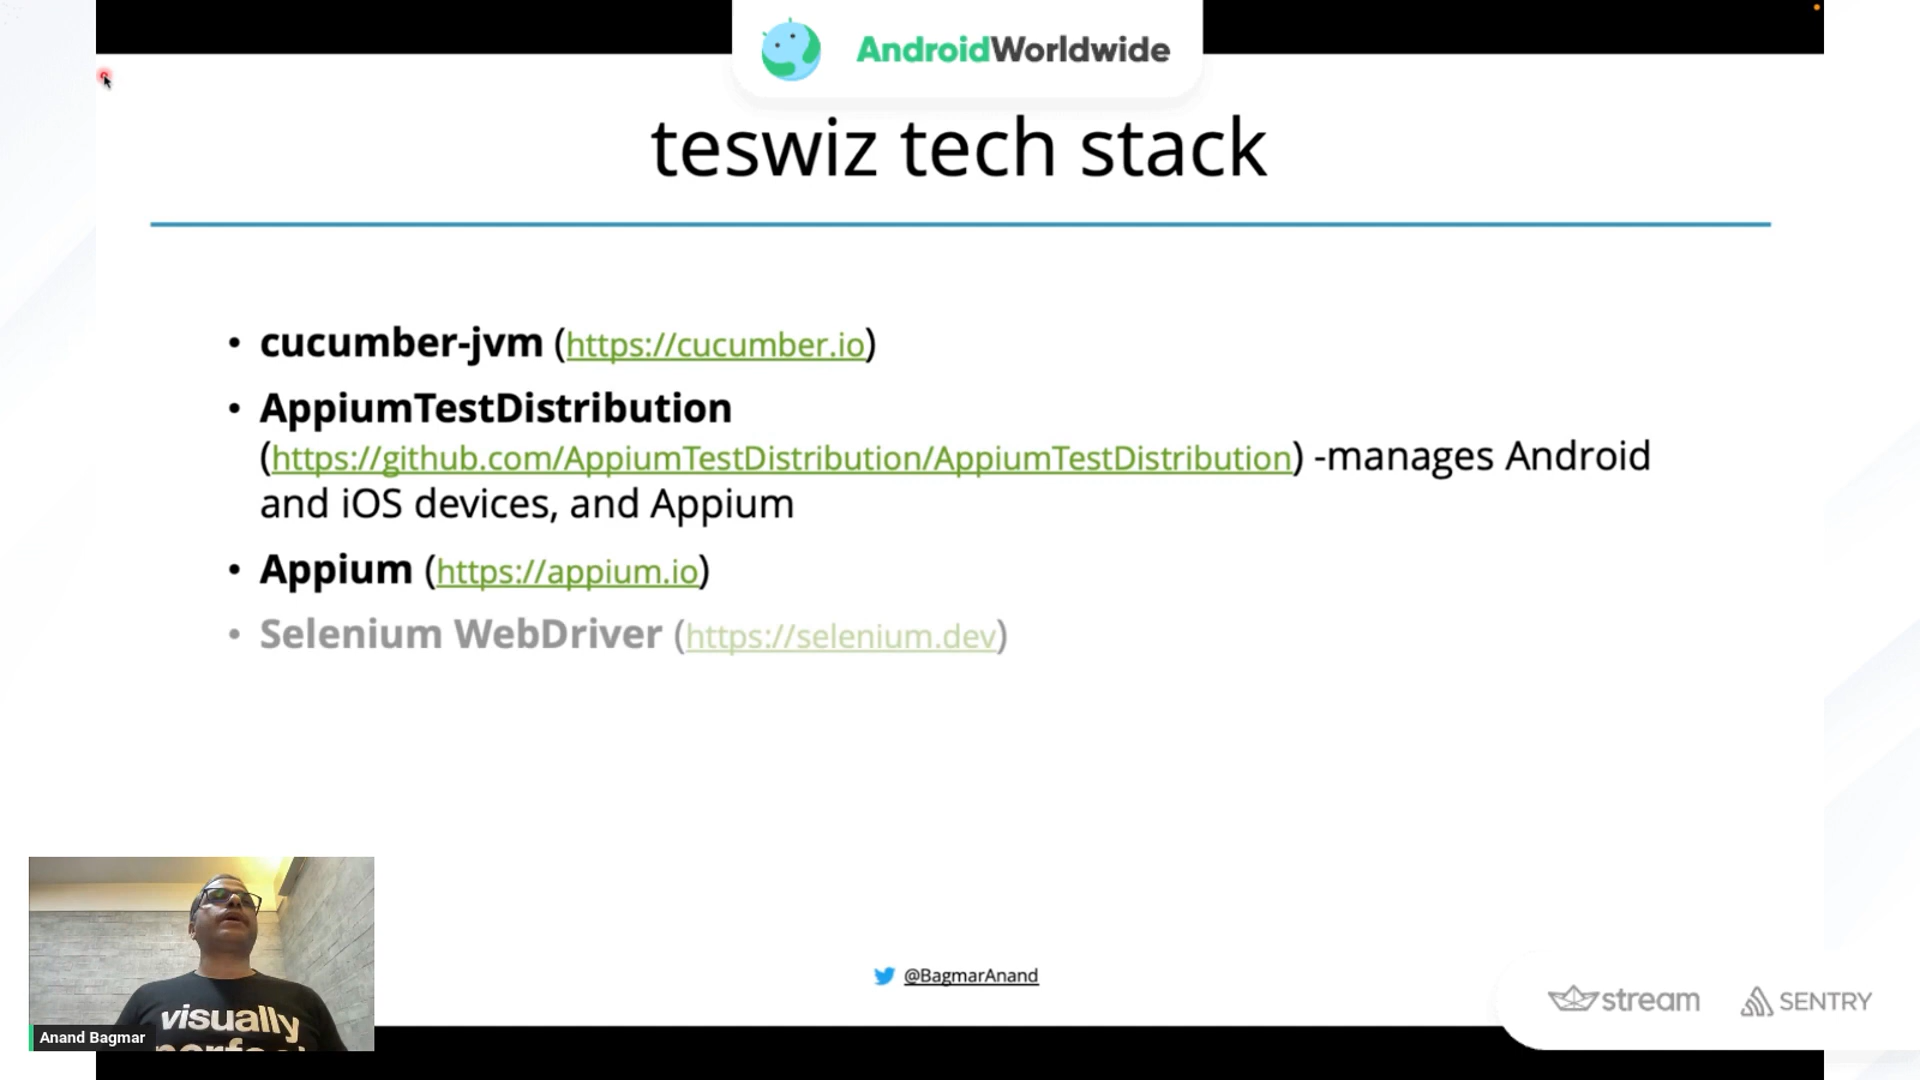 AndroidWorldwide
teswiz tech stack
• cucumber-jvm (https://cucumber.io)
• AppiumTestDistribution
(https://github.com/AppiumTestDistribution/AppiumTestDistribution) -manages Android
and iOS devices, and Appium
• Appium (https://appium.io)
• Selenium WebDriver (https://selenium.dev)
visually
Anand Bagmar
@BagmarAnand
stream
SENTRY